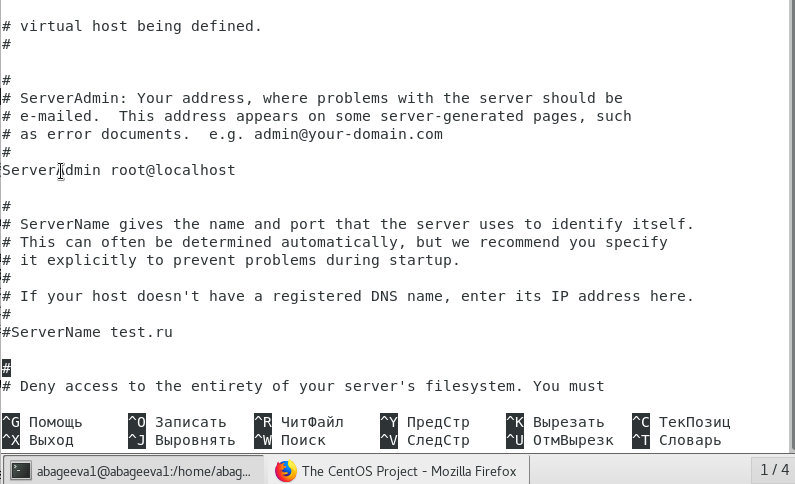 # virtual host being defined.
#
#
# ServerAdmin: Your address, where problems with the server should be
# e-mailed.  This address appears on some server-generated pages, such
# as error documents.  e.g. admin@your-domain.com
#
ServerAdmin root@localhost
#
# ServerName gives the name and port that the server uses to identify itself.
# This can often be determined automatically, but we recommend you specify
# it explicitly to prevent problems during startup.
#
# If your host doesn't have a registered DNS name, enter its IP address here.
#
#ServerName test.ru
#
# Deny access to the entirety of your server's filesystem. You must
^G Помощь ^O Записать ^R ЧитФайл ^Y ПредСтр ^K Вырезать ^C ТекПозиц
^X Выход ^J Выровнять ^W Поиск ^V СледСтр ^U ОтмВырезк ^T Словарь
abageeva1@abageeva1:/home/abag... The CentOS Project - Mozilla Firefox 1 / 4